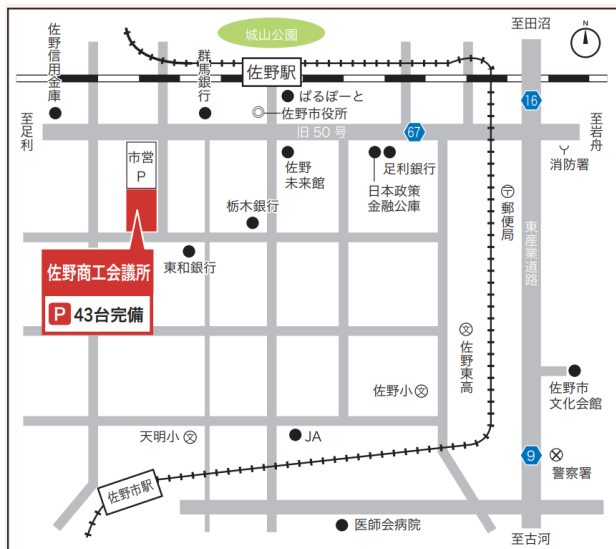 城山公園
至田沼
N
佐野信用金庫
群馬銀行
佐野駅
ぱるぽーと
佐野市役所
16
至足利
旧50号
67
至岩舟
市営
P
佐野
未来館
足利銀行
日本政策
金融公庫
消防署
〒
郵便局
東産業道路
栃木銀行
東和銀行
佐野商工会議所
P 43台完備
文
佐野東高
佐野小 文
佐野市
文化会館
天明小 文
JA
9
警察署
佐野市駅
医師会病院
至古河